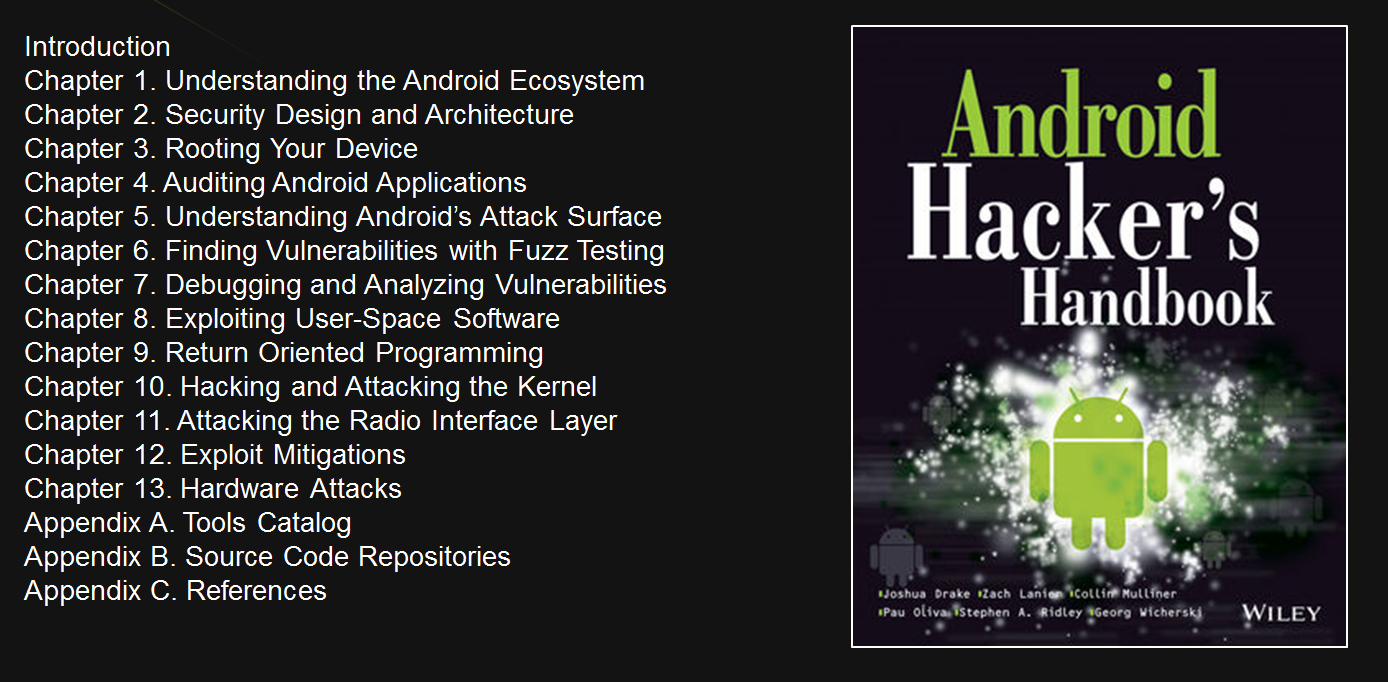 Introduction
Chapter 1. Understanding the Android Ecosystem
Chapter 2. Security Design and Architecture
Chapter 3. Rooting Your Device
Chapter 4. Auditing Android Applications
Chapter 5. Understanding Android’s Attack Surface
Chapter 6. Finding Vulnerabilities with Fuzz Testing
Chapter 7. Debugging and Analyzing Vulnerabilities
Chapter 8. Exploiting User-Space Software
Chapter 9. Return Oriented Programming
Chapter 10. Hacking and Attacking the Kernel
Chapter 11. Attacking the Radio Interface Layer
Chapter 12. Exploit Mitigations
Chapter 13. Hardware Attacks
Appendix A. Tools Catalog
Appendix B. Source Code Repositories
Appendix C. References
Android
Hacker’s
Handbook
Joshua Drake Zach Lanier Collin Mulliner
Pau Oliva Stephen A. Ridley Georg Wicherski
WILEY